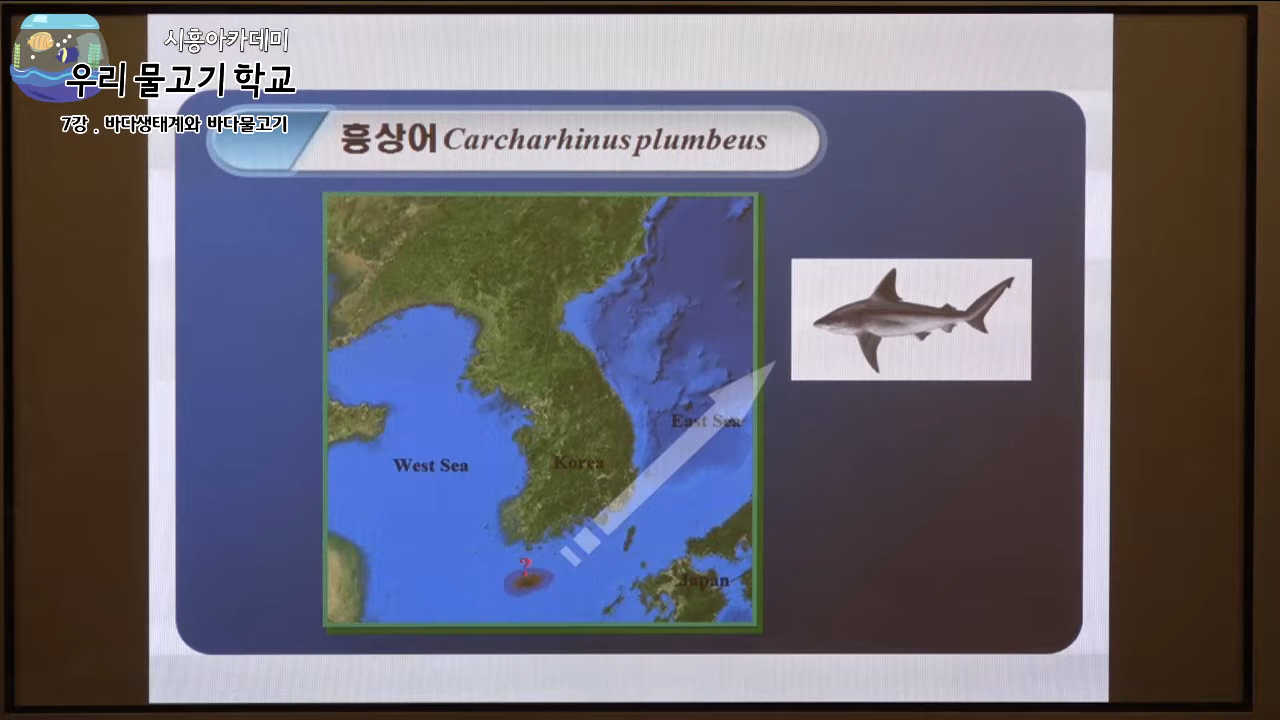 시흥아카데미
우리 물고기 학교
7강 . 바다생태계와 바다물고기
흉상어 Carcharhinus plumbeus
East Sea
West Sea
Korea
?
Japan